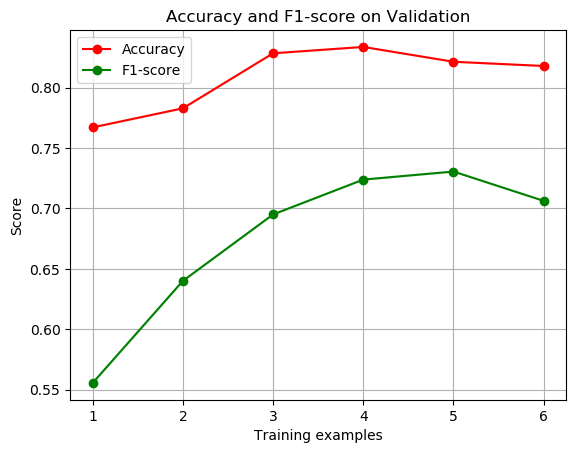 Accuracy and F1-score on Validation
Accuracy
F1-score
0.80
0.75
0.70
0.65
0.60
0.55
Score
1 2 3 4 5 6
Training examples